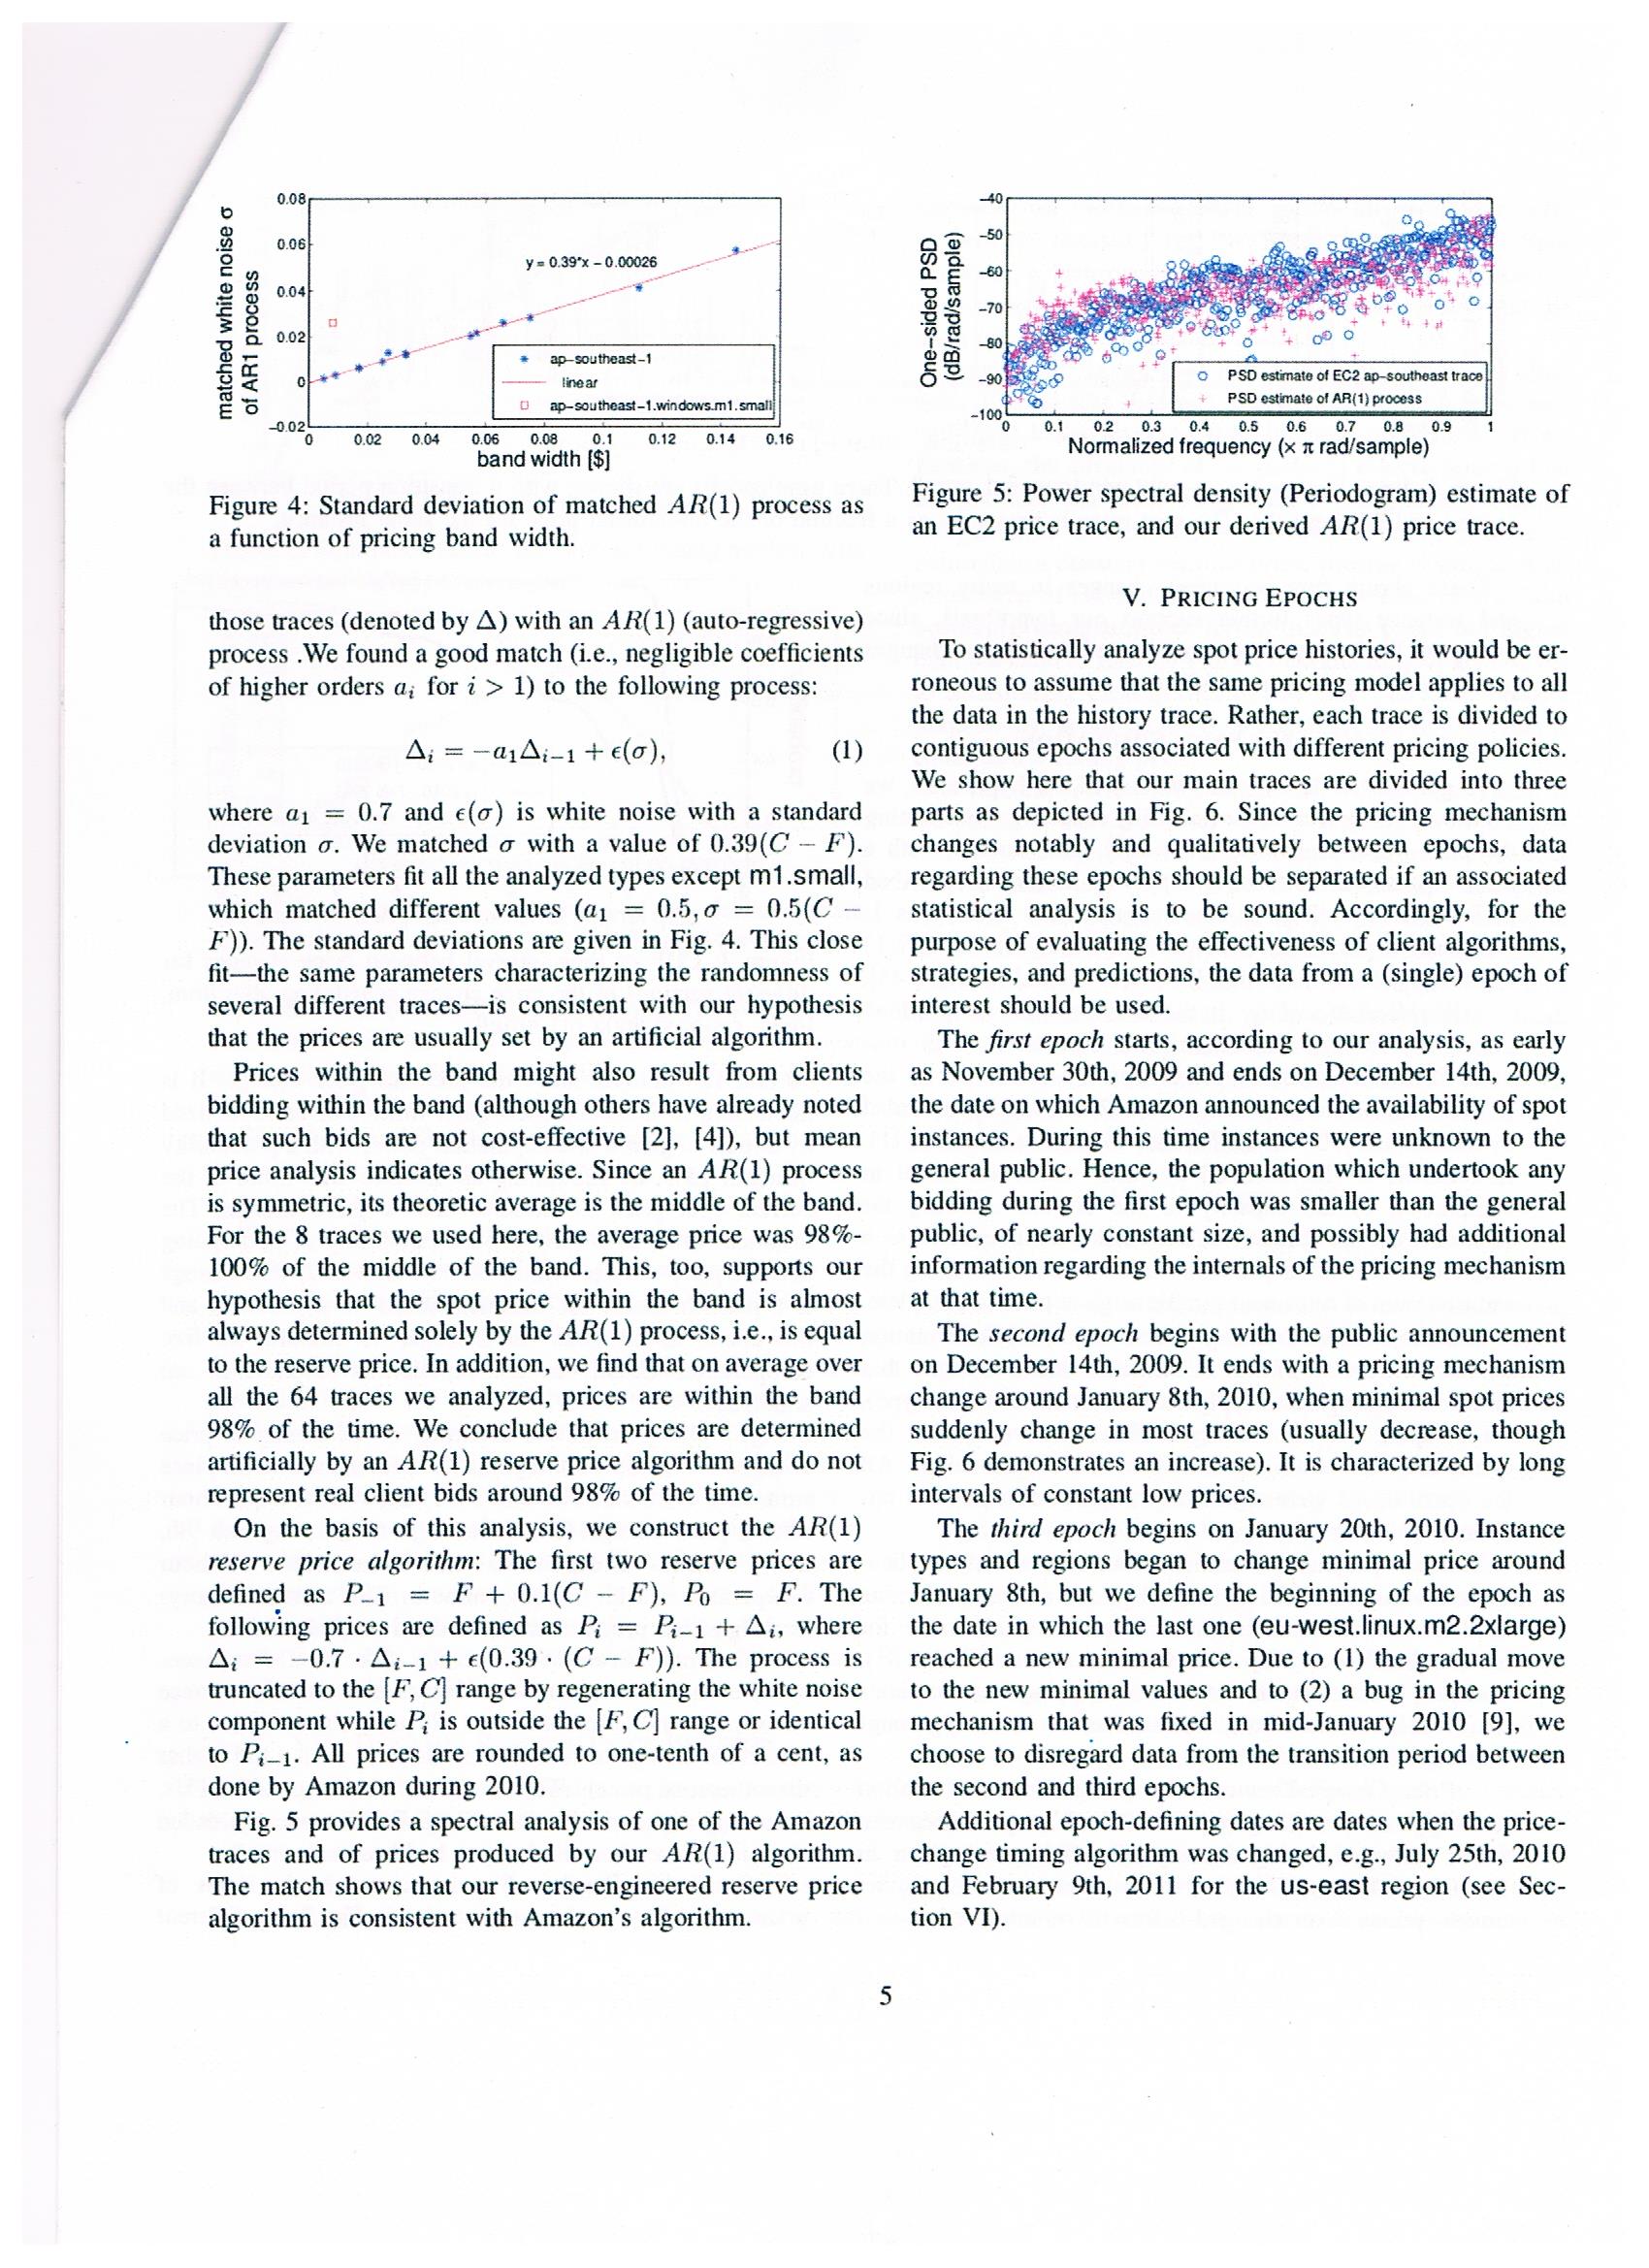 0.08
0.06
0.04
0.02
0
−0.02
0
0.02
0.04
0.06
0.08
0.1
0.12
0.14
0.16
matched white noise σ
of AR1 process
y = 0.39*x − 0.00026
ap−southeast−1
linear
ap−southeast−1.windows.m1.small
band width [$]
Figure 4: Standard deviation of matched AR(1) process as
a function of pricing band width.
those traces (denoted by Δ) with an AR(1) (auto-regressive)
process .We found a good match (i.e., negligible coefficients
of higher orders aᵢ for i > 1) to the following process:
Δᵢ = −a₁Δᵢ₋₁ + ϵ(σ), (1)
where a₁ = 0.7 and ϵ(σ) is white noise with a standard
deviation σ. We matched σ with a value of 0.39(C − F).
These parameters fit all the analyzed types except m1.small,
which matched different values (a₁ = 0.5, σ = 0.5(C −
F)). The standard deviations are given in Fig. 4. This close
fit—the same parameters characterizing the randomness of
several different traces—is consistent with our hypothesis
that the prices are usually set by an artificial algorithm.
Prices within the band might also result from clients
bidding within the band (although others have already noted
that such bids are not cost-effective [2], [4]), but mean
price analysis indicates otherwise. Since an AR(1) process
is symmetric, its theoretic average is the middle of the band.
For the 8 traces we used here, the average price was 98%-
100% of the middle of the band. This, too, supports our
hypothesis that the spot price within the band is almost
always determined solely by the AR(1) process, i.e., is equal
to the reserve price. In addition, we find that on average over
all the 64 traces we analyzed, prices are within the band
98% of the time. We conclude that prices are determined
artificially by an AR(1) reserve price algorithm and do not
represent real client bids around 98% of the time.
On the basis of this analysis, we construct the AR(1)
reserve price algorithm: The first two reserve prices are
defined as P₋₁ = F + 0.1(C − F), P₀ = F. The
following prices are defined as Pᵢ = Pᵢ₋₁ + Δᵢ, where
Δᵢ = −0.7 · Δᵢ₋₁ + ϵ(0.39 · (C − F)). The process is
truncated to the [F, C] range by regenerating the white noise
component while Pᵢ is outside the [F, C] range or identical
to Pᵢ₋₁. All prices are rounded to one-tenth of a cent, as
done by Amazon during 2010.
Fig. 5 provides a spectral analysis of one of the Amazon
traces and of prices produced by our AR(1) algorithm.
The match shows that our reverse-engineered reserve price
algorithm is consistent with Amazon's algorithm.
−40
−50
−60
−70
−80
−90
−100
0
0.1
0.2
0.3
0.4
0.5
0.6
0.7
0.8
0.9
1
One−sided PSD
(dB/rad/sample)
PSD estimate of EC2 ap−southeast trace
PSD estimate of AR(1) process
Normalized frequency (× π rad/sample)
Figure 5: Power spectral density (Periodogram) estimate of
an EC2 price trace, and our derived AR(1) price trace.
V. PRICING EPOCHS
To statistically analyze spot price histories, it would be er-
roneous to assume that the same pricing model applies to all
the data in the history trace. Rather, each trace is divided to
contiguous epochs associated with different pricing policies.
We show here that our main traces are divided into three
parts as depicted in Fig. 6. Since the pricing mechanism
changes notably and qualitatively between epochs, data
regarding these epochs should be separated if an associated
statistical analysis is to be sound. Accordingly, for the
purpose of evaluating the effectiveness of client algorithms,
strategies, and predictions, the data from a (single) epoch of
interest should be used.
The first epoch starts, according to our analysis, as early
as November 30th, 2009 and ends on December 14th, 2009,
the date on which Amazon announced the availability of spot
instances. During this time instances were unknown to the
general public. Hence, the population which undertook any
bidding during the first epoch was smaller than the general
public, of nearly constant size, and possibly had additional
information regarding the internals of the pricing mechanism
at that time.
The second epoch begins with the public announcement
on December 14th, 2009. It ends with a pricing mechanism
change around January 8th, 2010, when minimal spot prices
suddenly change in most traces (usually decrease, though
Fig. 6 demonstrates an increase). It is characterized by long
intervals of constant low prices.
The third epoch begins on January 20th, 2010. Instance
types and regions began to change minimal price around
January 8th, but we define the beginning of the epoch as
the date in which the last one (eu-west.linux.m2.2xlarge)
reached a new minimal price. Due to (1) the gradual move
to the new minimal values and to (2) a bug in the pricing
mechanism that was fixed in mid-January 2010 [9], we
choose to disregard data from the transition period between
the second and third epochs.
Additional epoch-defining dates are dates when the price-
change timing algorithm was changed, e.g., July 25th, 2010
and February 9th, 2011 for the us-east region (see Sec-
tion VI).
5